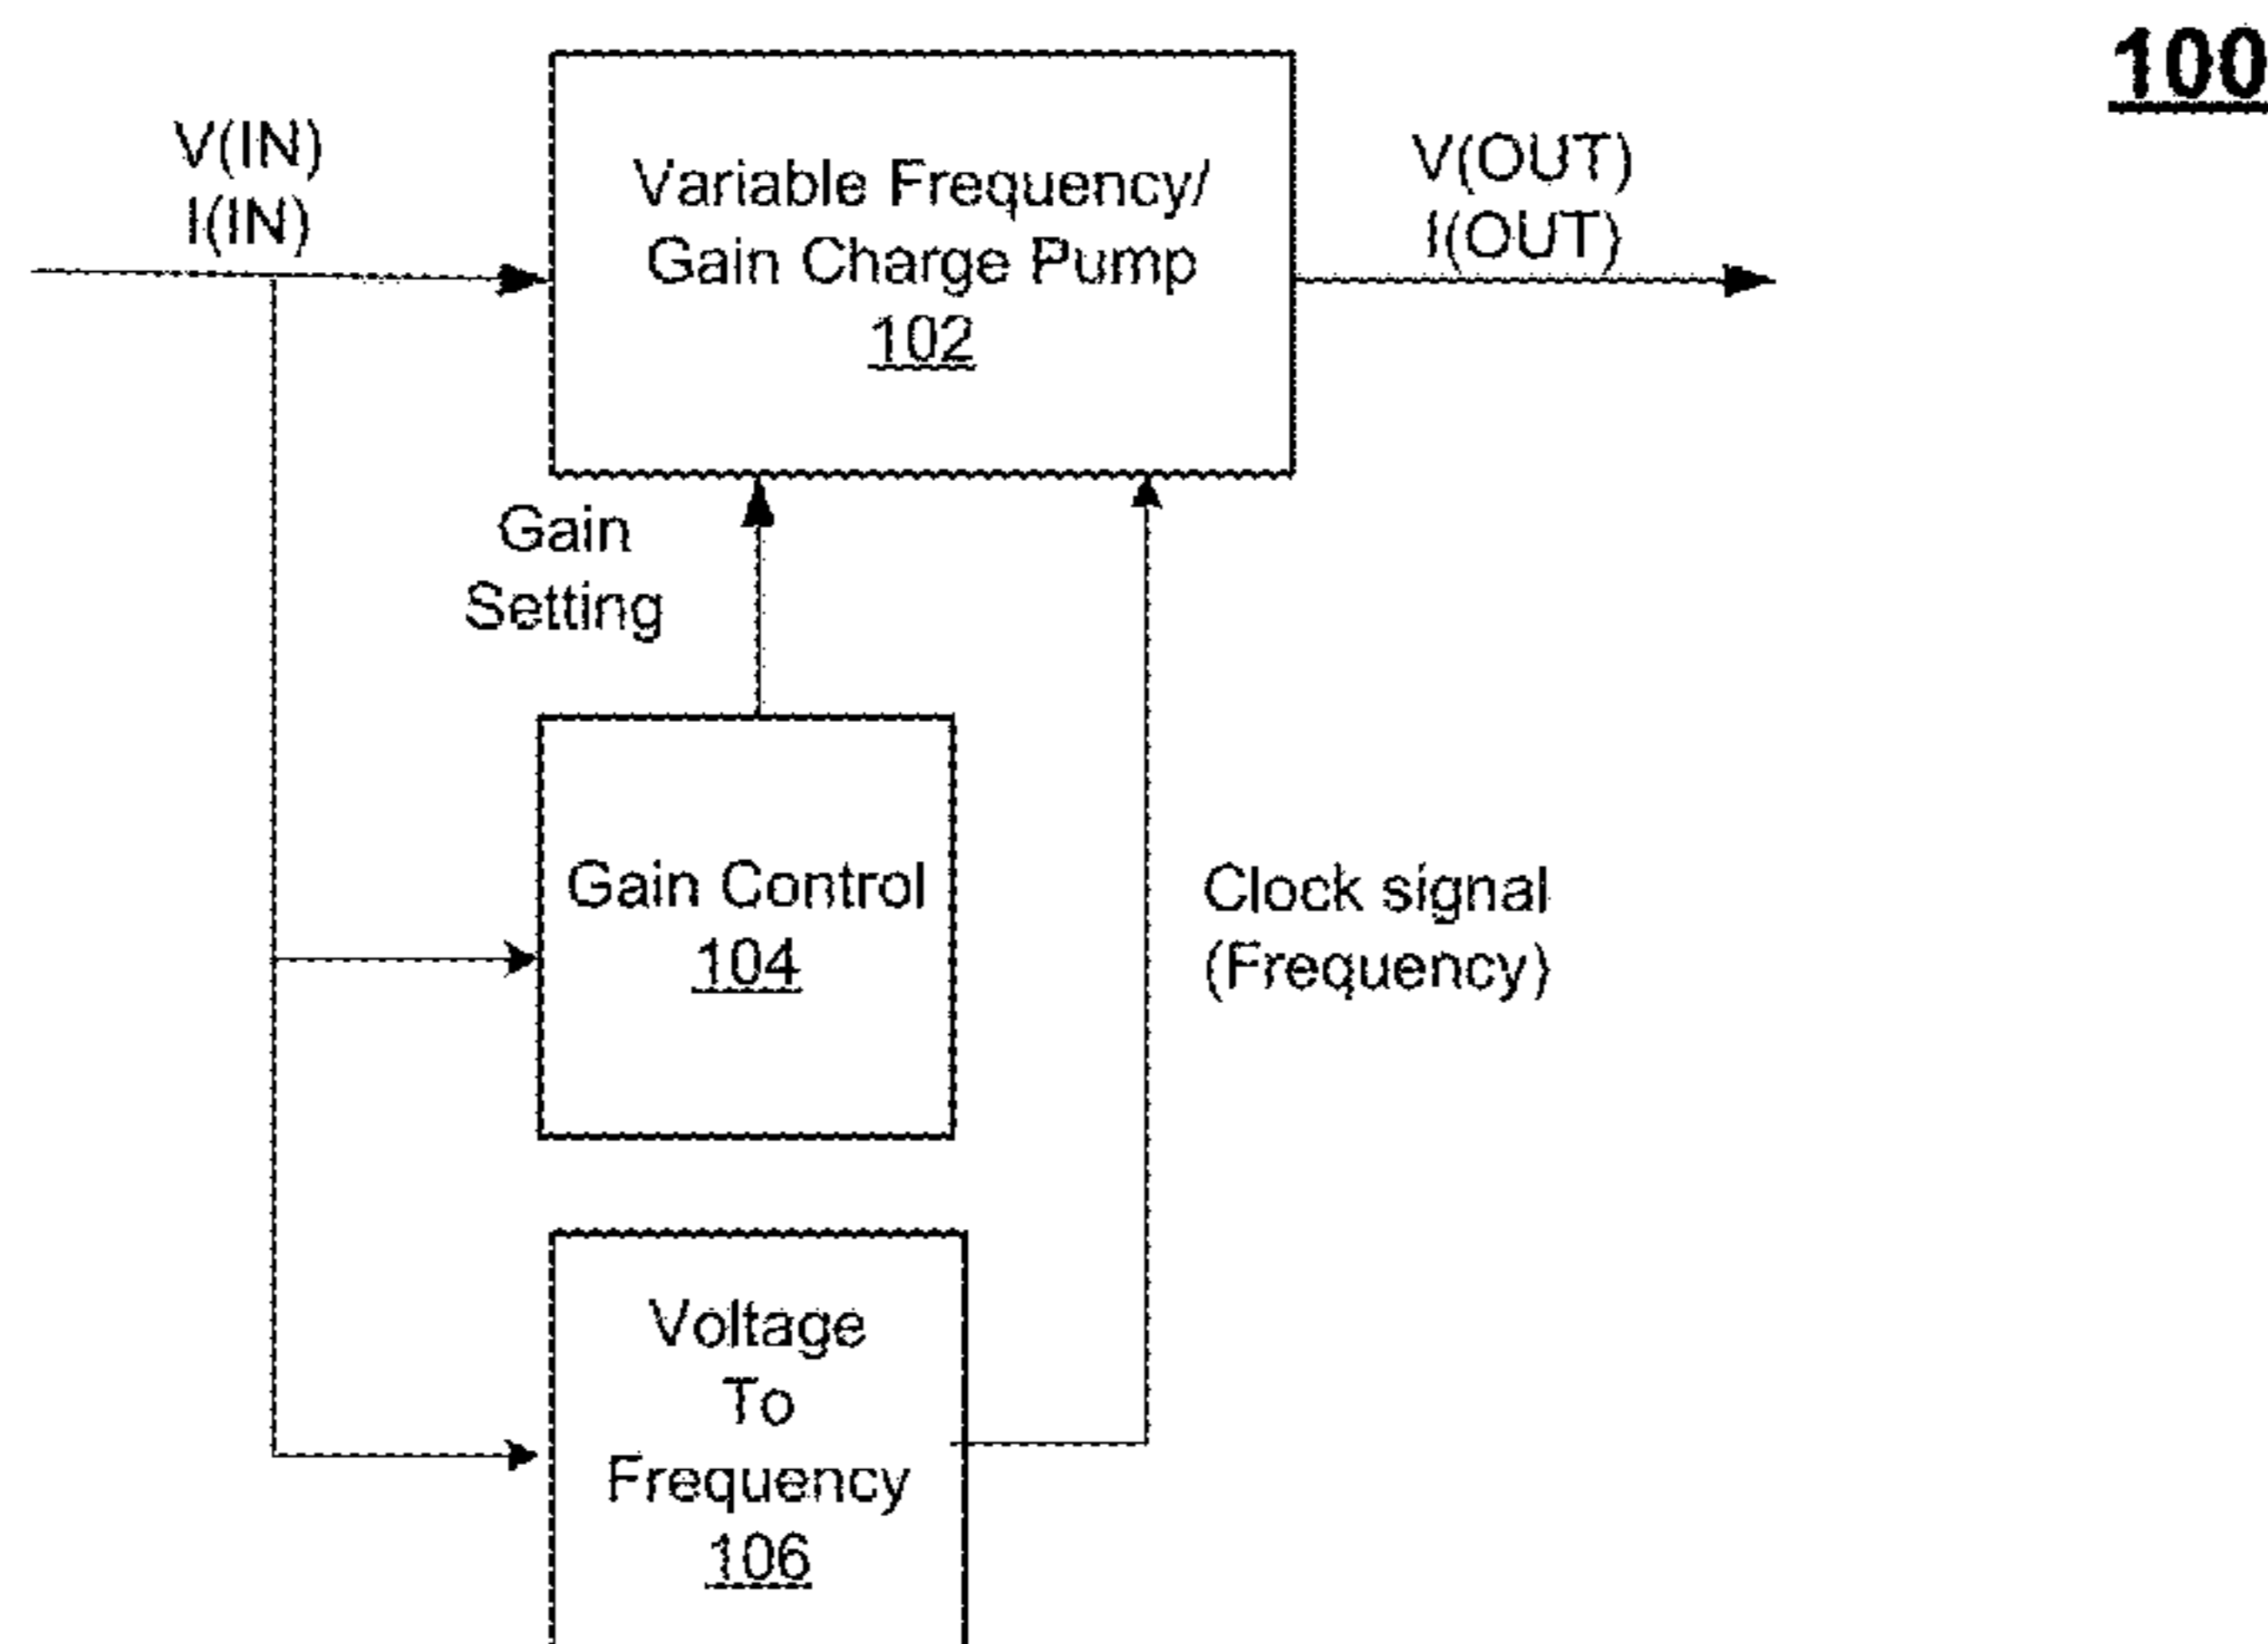 100
V(IN)
I(IN)
Variable Frequency/
Gain Charge Pump
102
V(OUT)
I(OUT)
Gain
Setting
Gain Control
104
Clock signal
(Frequency)
Voltage
To
Frequency
106